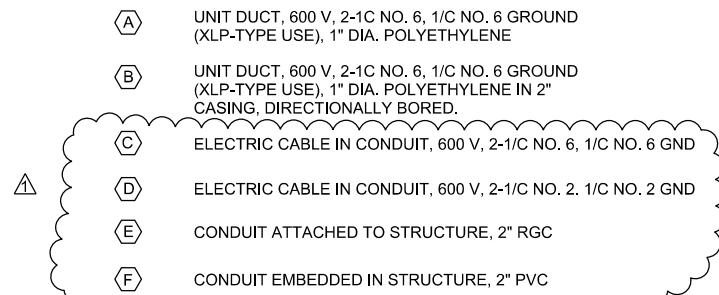 A UNIT DUCT, 600 V, 2-1C NO. 6, 1/C NO. 6 GROUND
(XLP-TYPE USE), 1" DIA. POLYETHYLENE
B UNIT DUCT, 600 V, 2-1C NO. 6, 1/C NO. 6 GROUND
(XLP-TYPE USE), 1" DIA. POLYETHYLENE IN 2"
CASING, DIRECTIONALLY BORED.
C ELECTRIC CABLE IN CONDUIT, 600 V, 2-1/C NO. 6, 1/C NO. 6 GND
1
D ELECTRIC CABLE IN CONDUIT, 600 V, 2-1/C NO. 2. 1/C NO. 2 GND
E CONDUIT ATTACHED TO STRUCTURE, 2" RGC
F CONDUIT EMBEDDED IN STRUCTURE, 2" PVC